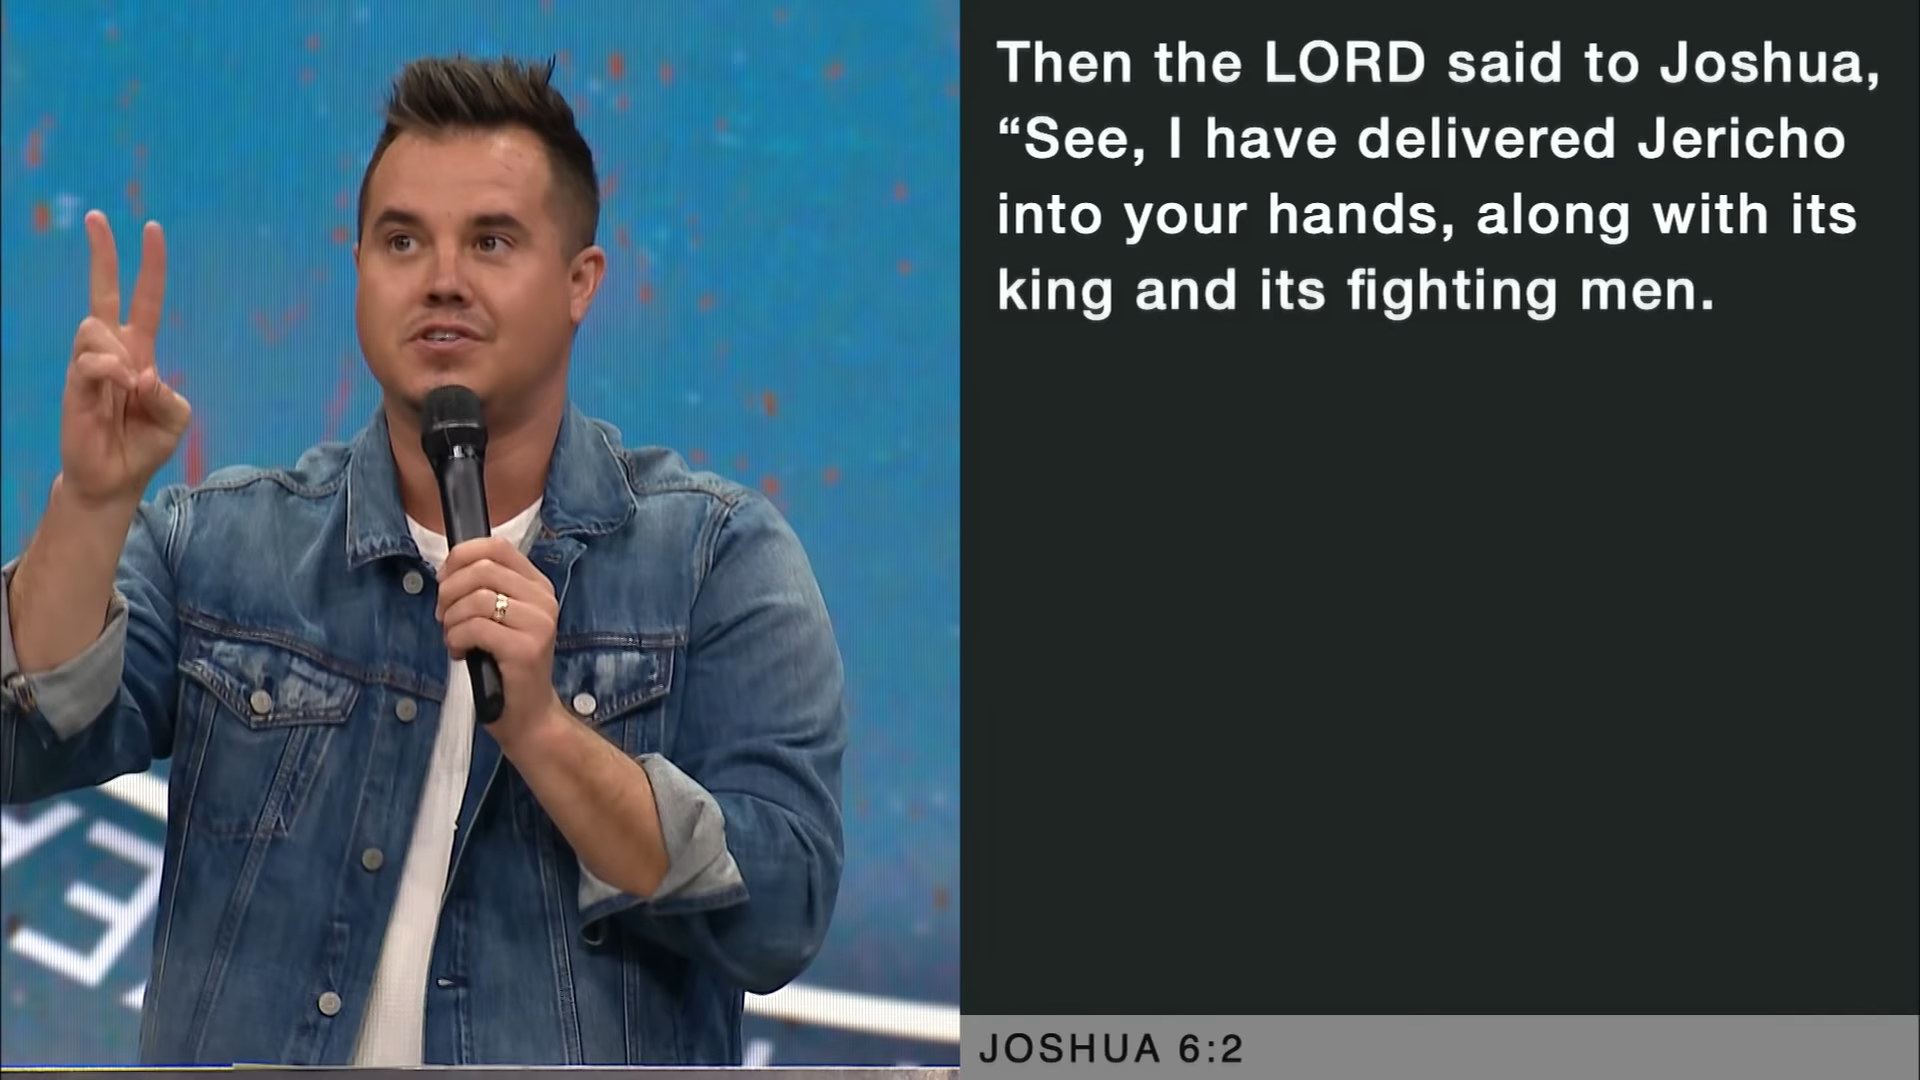 Then the LORD said to Joshua,
“See, I have delivered Jericho
into your hands, along with its
king and its fighting men.
JOSHUA 6:2